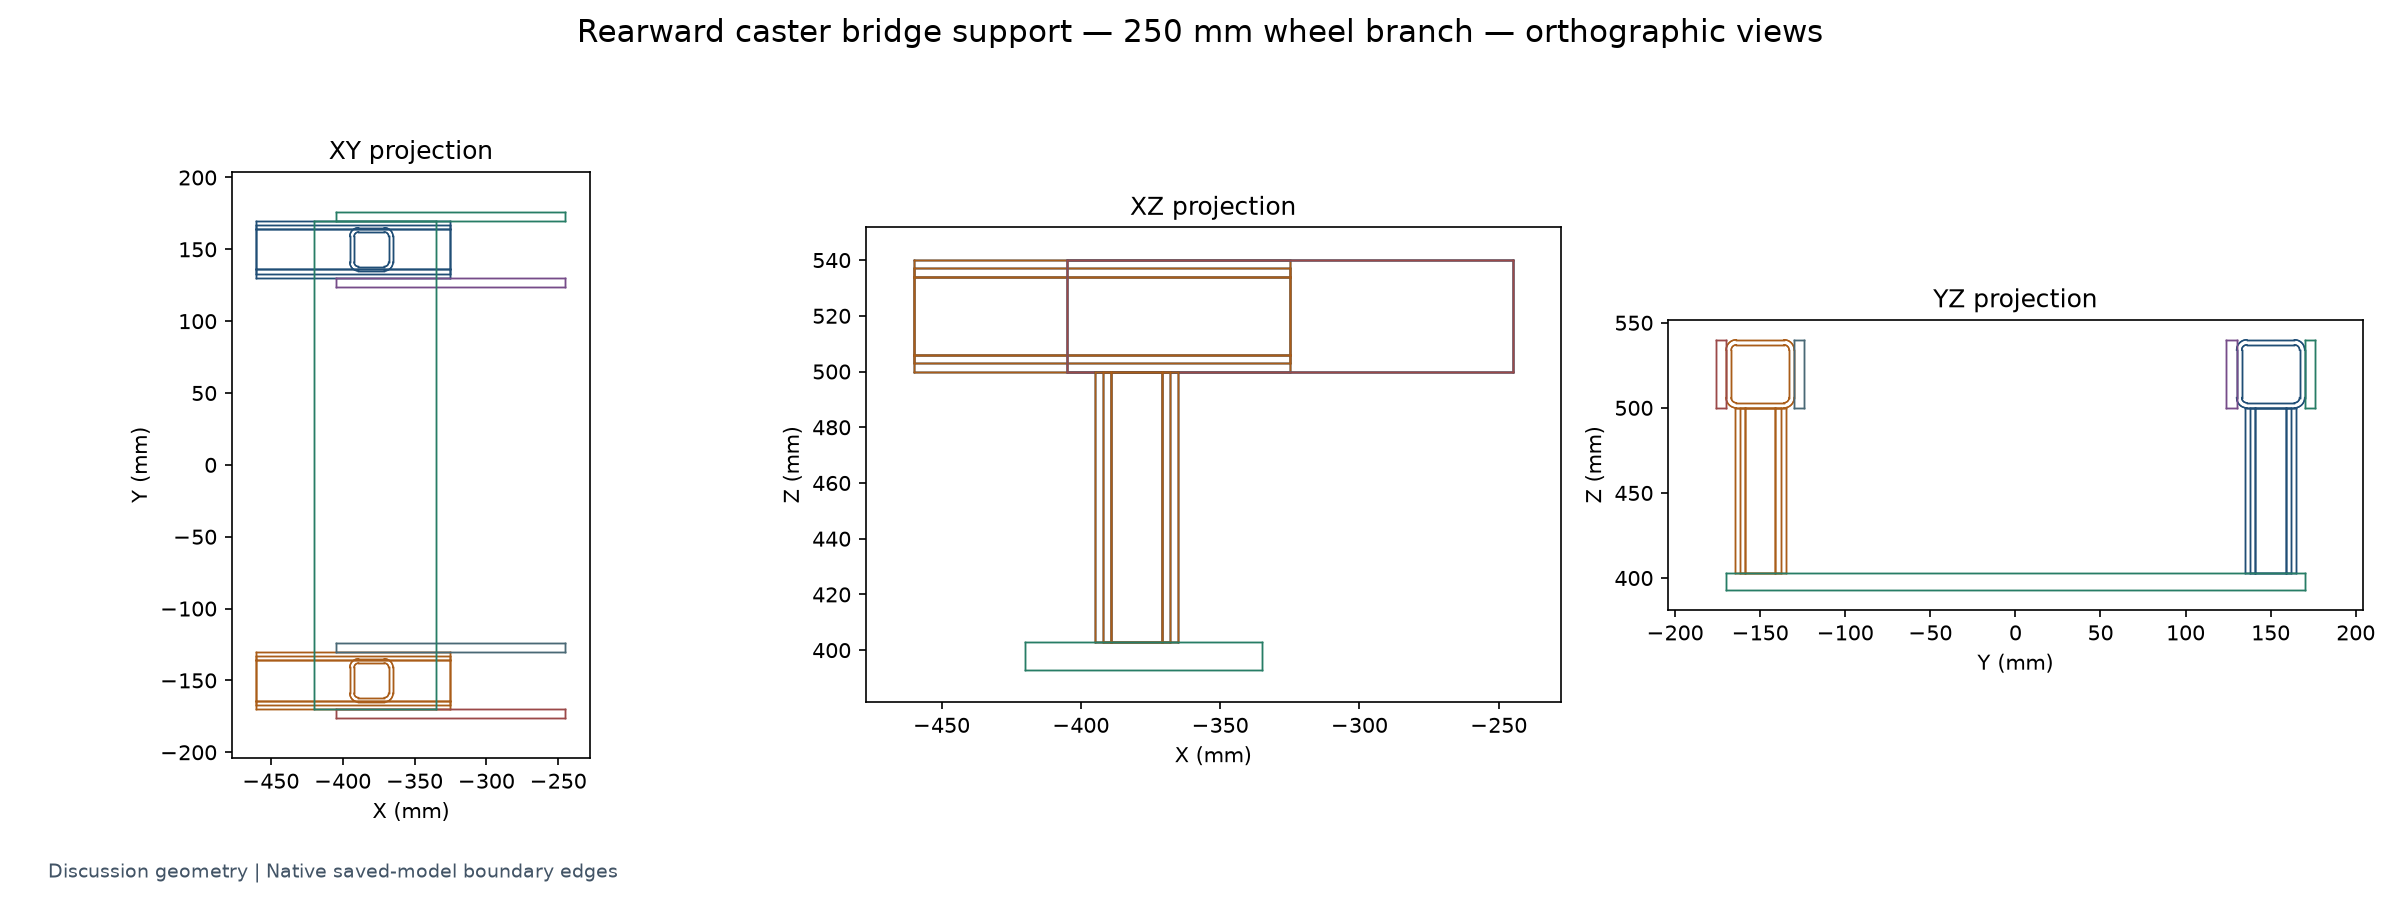 Rearward caster bridge support — 250 mm wheel branch — orthographic views
XY projection
200
150
100
50
0
−50
−100
−150
−200
Y (mm)
−450 −400 −350 −300 −250
X (mm)
XZ projection
540
520
500
480
460
440
420
400
Z (mm)
−450 −400 −350 −300 −250
X (mm)
YZ projection
550
500
450
400
Z (mm)
−200 −150 −100 −50 0 50 100 150 200
Y (mm)
Discussion geometry | Native saved-model boundary edges